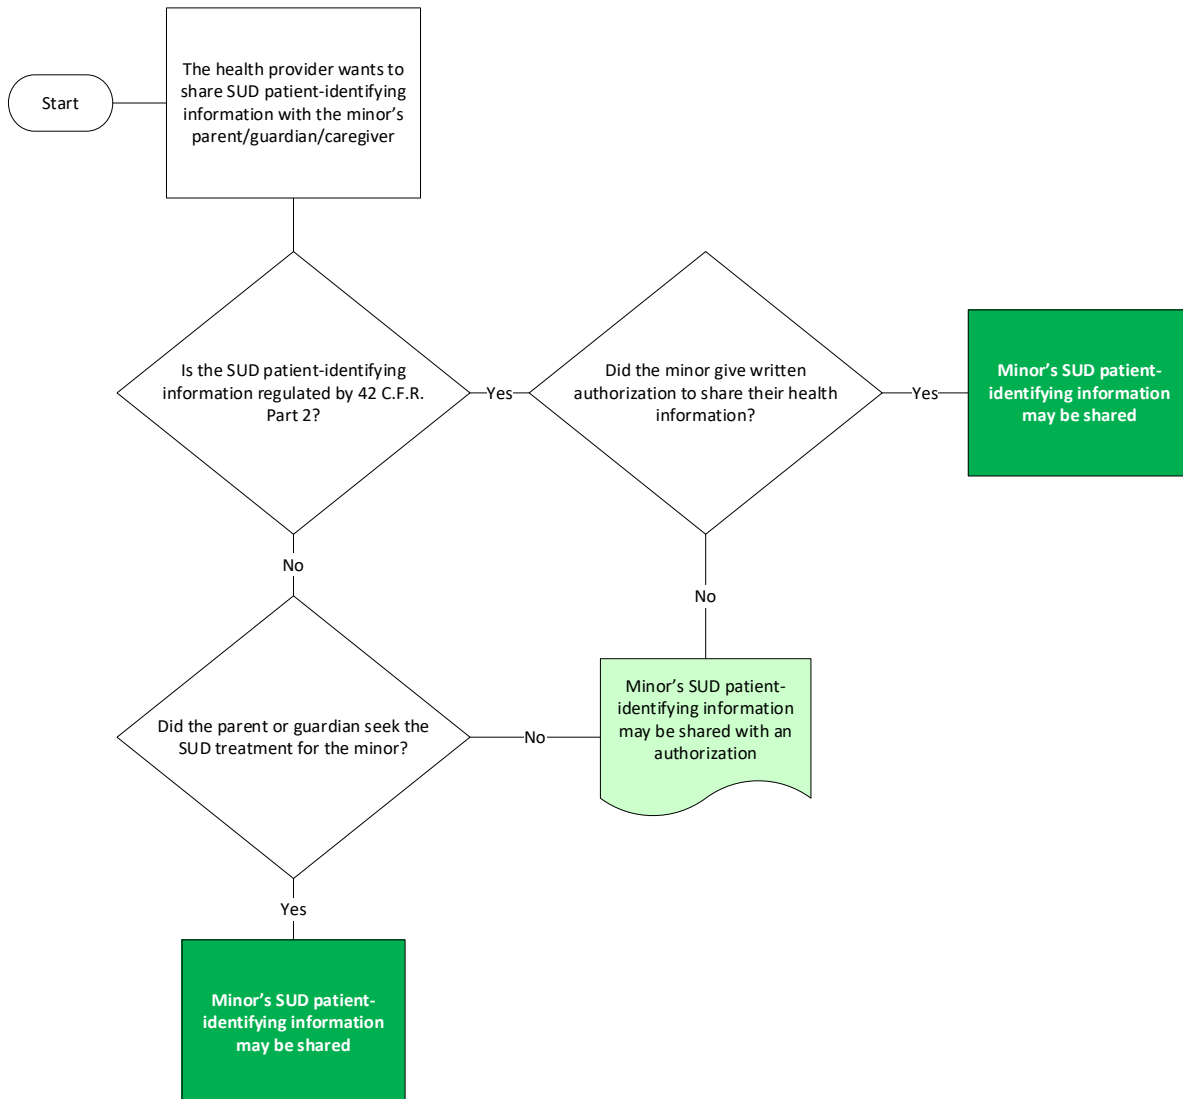 The health provider wants to
share SUD patient-identifying
information with the minor's
parent/guardian/caregiver
Start
Is the SUD patient-identifying
information regulated by 42 C.F.R.
Part 2?
Yes
Did the minor give written
authorization to share their health
information?
Yes
Minor's SUD patient-
identifying information
may be shared
No
No
Did the parent or guardian seek the
SUD treatment for the minor?
No
Minor's SUD patient-
identifying information
may be shared with an
authorization
Yes
Minor's SUD patient-
identifying information
may be shared